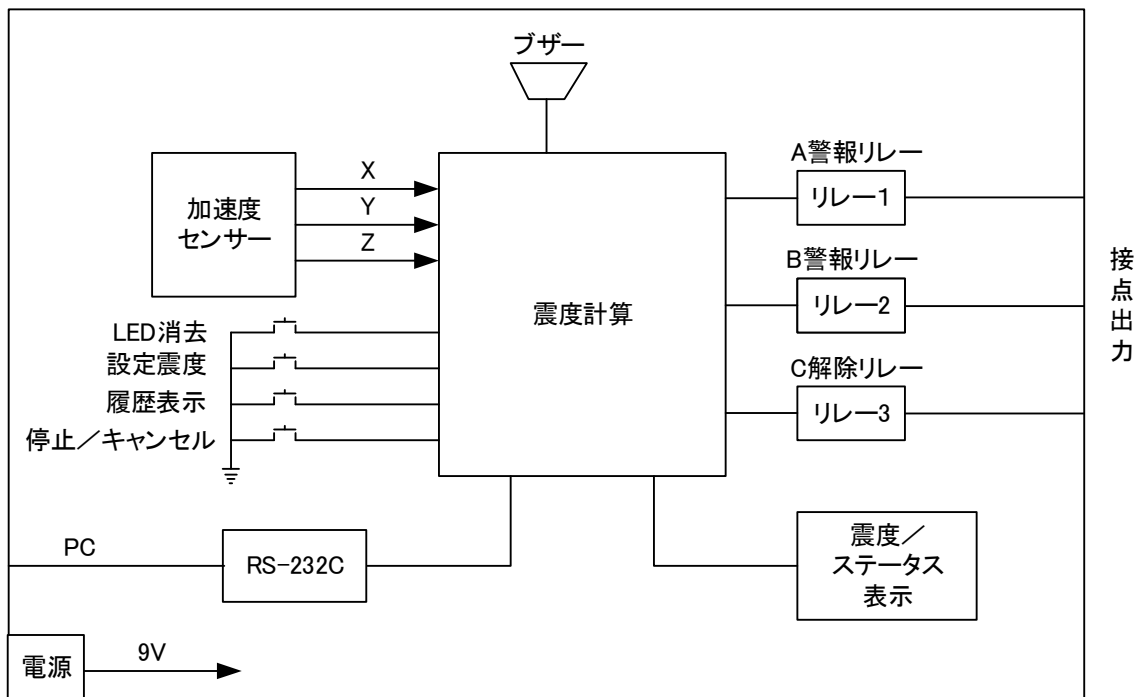 ブザー
加速度
センサー
X
Y
Z
震度計算
A警報リレー
リレー1
B警報リレー
リレー2
C解除リレー
リレー3
接点出力
LED消去
設定震度
履歴表示
停止／キャンセル
PC
RS-232C
震度／
ステータス
表示
電源
9V